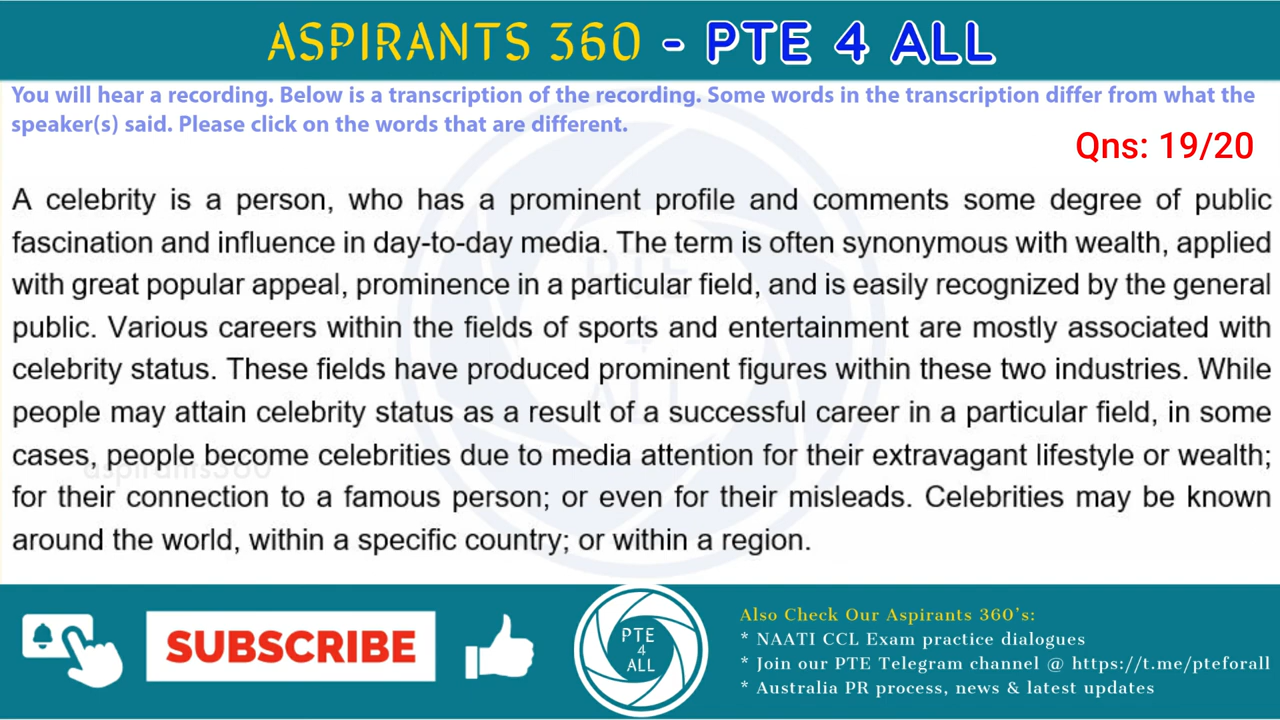 ASPIRANTS 360 - PTE 4 ALL
You will hear a recording. Below is a transcription of the recording. Some words in the transcription differ from what the
speaker(s) said. Please click on the words that are different.
Qns: 19/20
A celebrity is a person, who has a prominent profile and comments some degree of public
fascination and influence in day-to-day media. The term is often synonymous with wealth, applied
with great popular appeal, prominence in a particular field, and is easily recognized by the general
public. Various careers within the fields of sports and entertainment are mostly associated with
celebrity status. These fields have produced prominent figures within these two industries. While
people may attain celebrity status as a result of a successful career in a particular field, in some
cases, people become celebrities due to media attention for their extravagant lifestyle or wealth;
for their connection to a famous person; or even for their misleads. Celebrities may be known
around the world, within a specific country; or within a region.
aspirants360
PTE
4
ALL
SUBSCRIBE
PTE
4
ALL
Also Check Our Aspirants 360's:
* NAATI CCL Exam practice dialogues
* Join our PTE Telegram channel @ https://t.me/pteforall
* Australia PR process, news & latest updates